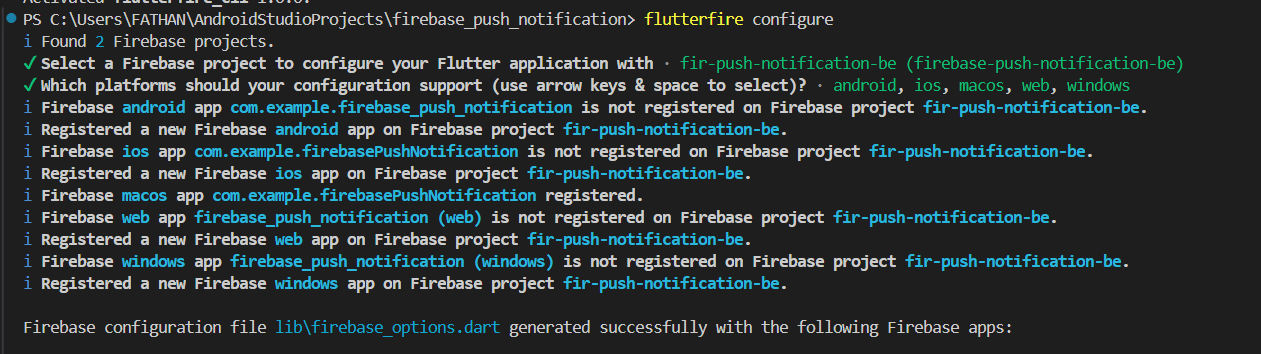 Activated flutterfire_cli 1.0.0.
PS C:\Users\FATHAN\AndroidStudioProjects\firebase_push_notification> flutterfire configure
i Found 2 Firebase projects.
✓ Select a Firebase project to configure your Flutter application with · fir-push-notification-be (firebase-push-notification-be)
✓ Which platforms should your configuration support (use arrow keys & space to select)? · android, ios, macos, web, windows
i Firebase android app com.example.firebase_push_notification is not registered on Firebase project fir-push-notification-be.
i Registered a new Firebase android app on Firebase project fir-push-notification-be.
i Firebase ios app com.example.firebasePushNotification is not registered on Firebase project fir-push-notification-be.
i Registered a new Firebase ios app on Firebase project fir-push-notification-be.
i Firebase macos app com.example.firebasePushNotification registered.
i Firebase web app firebase_push_notification (web) is not registered on Firebase project fir-push-notification-be.
i Registered a new Firebase web app on Firebase project fir-push-notification-be.
i Firebase windows app firebase_push_notification (windows) is not registered on Firebase project fir-push-notification-be.
i Registered a new Firebase windows app on Firebase project fir-push-notification-be.
Firebase configuration file lib\firebase_options.dart generated successfully with the following Firebase apps: